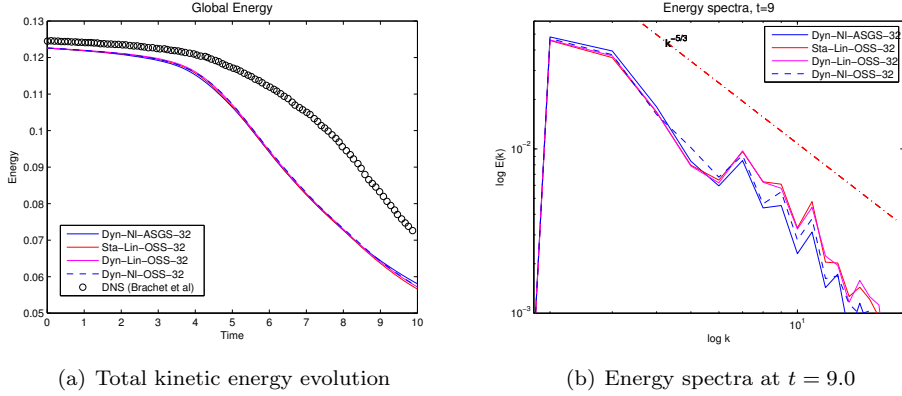 Global Energy
0.13
0.12
0.11
0.1
0.09
0.08
0.07
0.06
0.05
Energy
Dyn−Nl−ASGS−32
Sta−Lin−OSS−32
Dyn−Lin−OSS−32
Dyn−Nl−OSS−32
DNS (Brachet et al)
0 1 2 3 4 5 6 7 8 9 10
Time
(a) Total kinetic energy evolution
Energy spectra, t=9
k^−5/3
Dyn−Nl−ASGS−32
Sta−Lin−OSS−32
Dyn−Lin−OSS−32
Dyn−Nl−OSS−32
10^−2
10^−3
log E(k)
10^1
log k
(b) Energy spectra at t = 9.0